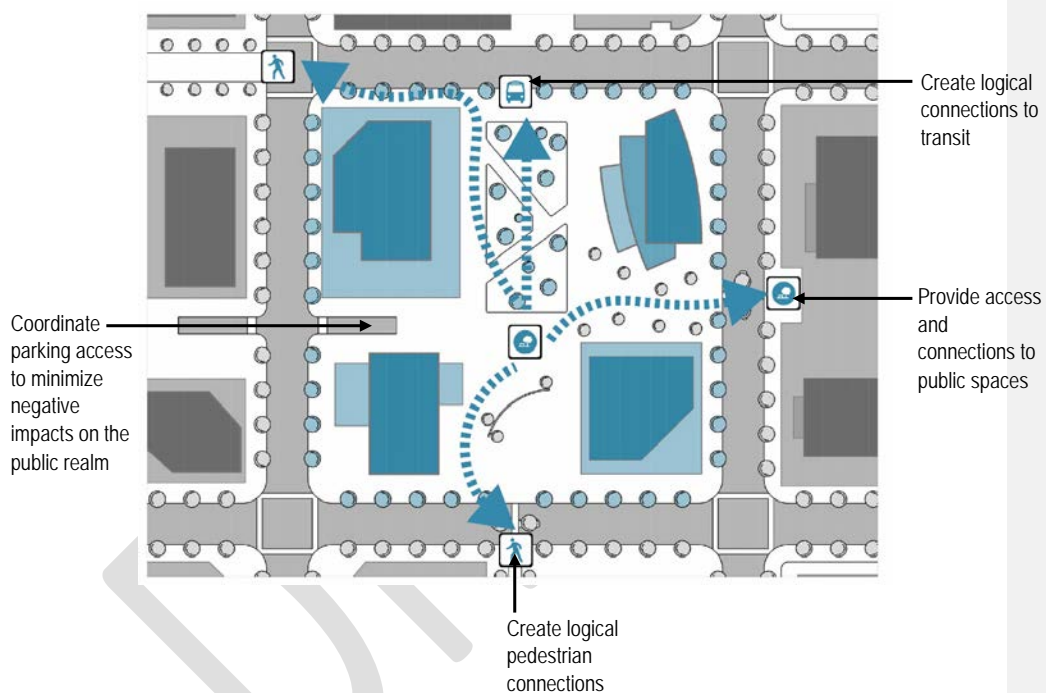 Create logical
connections to
transit
Provide access
and
connections to
public spaces
Coordinate
parking access
to minimize
negative
impacts on the
public realm
Create logical
pedestrian
connections